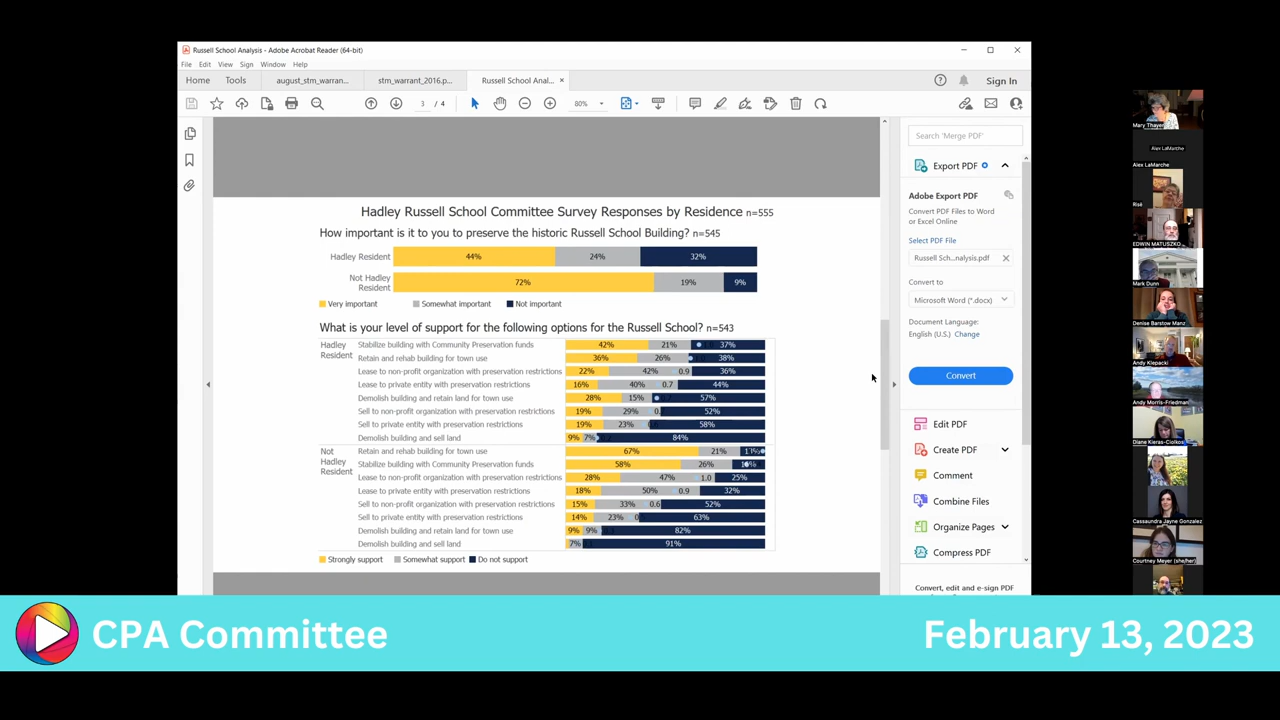 Russell School Analysis - Adobe Acrobat Reader (64-bit)
File Edit View Sign Window Help
Home Tools august_stm_warran... stm_warrant_2016.p... Russell School Anal... × Sign In
3 / 4 80%
Search 'Merge PDF'
Export PDF
Adobe Export PDF
Convert PDF Files to Word
or Excel Online
Select PDF File
Russell Sch...nalysis.pdf
Convert to
Microsoft Word (*.docx)
Document Language:
English (U.S.) Change
Convert
Edit PDF
Create PDF
Comment
Combine Files
Organize Pages
Compress PDF
Convert, edit and e-sign PDF
Hadley Russell School Committee Survey Responses by Residence n=555
How important is it to you to preserve the historic Russell School Building? n=545
Hadley Resident 44% 24% 32%
Not Hadley
Resident
72% 19% 9%
Very important Somewhat important Not important
What is your level of support for the following options for the Russell School? n=543
Hadley
Resident
Stabilize building with Community Preservation funds 42% 21% 37%
Retain and rehab building for town use 36% 26% 38%
Lease to non-profit organization with preservation restrictions 22% 42% 0.9 36%
Lease to private entity with preservation restrictions 16% 40% 0.7 44%
Demolish building and retain land for town use 28% 15% 57%
Sell to non-profit organization with preservation restrictions 19% 29% 52%
Sell to private entity with preservation restrictions 19% 23% 58%
Demolish building and sell land 9% 7% 84%
Not
Hadley
Resident
Retain and rehab building for town use 67% 21%
Stabilize building with Community Preservation funds 58% 26%
Lease to non-profit organization with preservation restrictions 28% 47% 1.0 25%
Lease to private entity with preservation restrictions 18% 50% 0.9 32%
Sell to non-profit organization with preservation restrictions 15% 33% 0.6 52%
Sell to private entity with preservation restrictions 14% 23% 63%
Demolish building and retain land for town use 9% 9% 82%
Demolish building and sell land 7% 91%
Strongly support Somewhat support Do not support
Mary Thayer
Alex LaMarche
Alex LaMarche
Risë
EDWIN MATUSZKO
Mark Dunn
Denise Barstow Manz
Andy Klepacki
Andy Morris-Friedman
Diane Kieras-Ciolkos
Cassaundra Jayne Gonzalez
Courtney Meyer (she/her)
CPA Committee
February 13, 2023